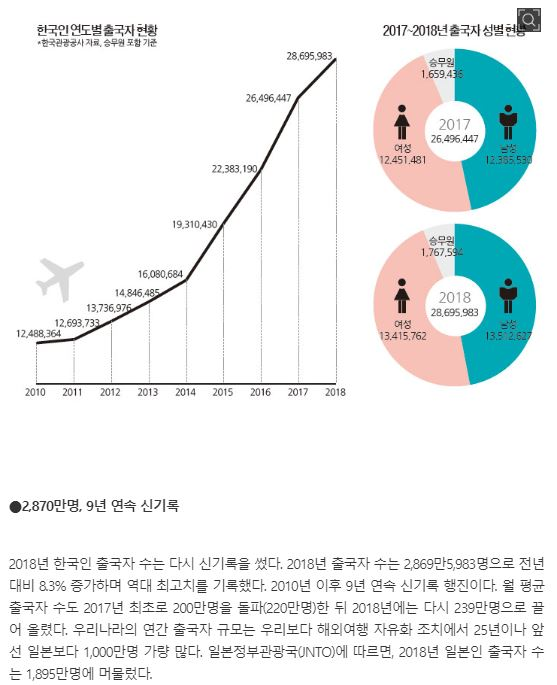 한국인 연도별 출국자 현황
*한국관광공사 자료, 승무원 포함 기준
28,695,983
26,496,447
22,383,190
19,310,430
16,080,684
14,846,485
13,736,976
12,693,733
12,488,364
2010 2011 2012 2013 2014 2015 2016 2017 2018
2017~2018년 출국자 성별 현황
승무원
1,659,436
2017
26,496,447
여성
12,451,481
남성
12,385,530
승무원
1,767,594
2018
28,695,983
여성
13,415,762
남성
13,512,627
●2,870만명, 9년 연속 신기록
2018년 한국인 출국자 수는 다시 신기록을 썼다. 2018년 출국자 수는 2,869만5,983명으로 전년
대비 8.3% 증가하며 역대 최고치를 기록했다. 2010년 이후 9년 연속 신기록 행진이다. 월 평균
출국자 수도 2017년 최초로 200만명을 돌파(220만명)한 뒤 2018년에는 다시 239만명으로 끌
어 올렸다. 우리나라의 연간 출국자 규모는 우리보다 해외여행 자유화 조치에서 25년이나 앞
선 일본보다 1,000만명 가량 많다. 일본정부관광국(JNTO)에 따르면, 2018년 일본인 출국자 수
는 1,895만명에 머물렀다.